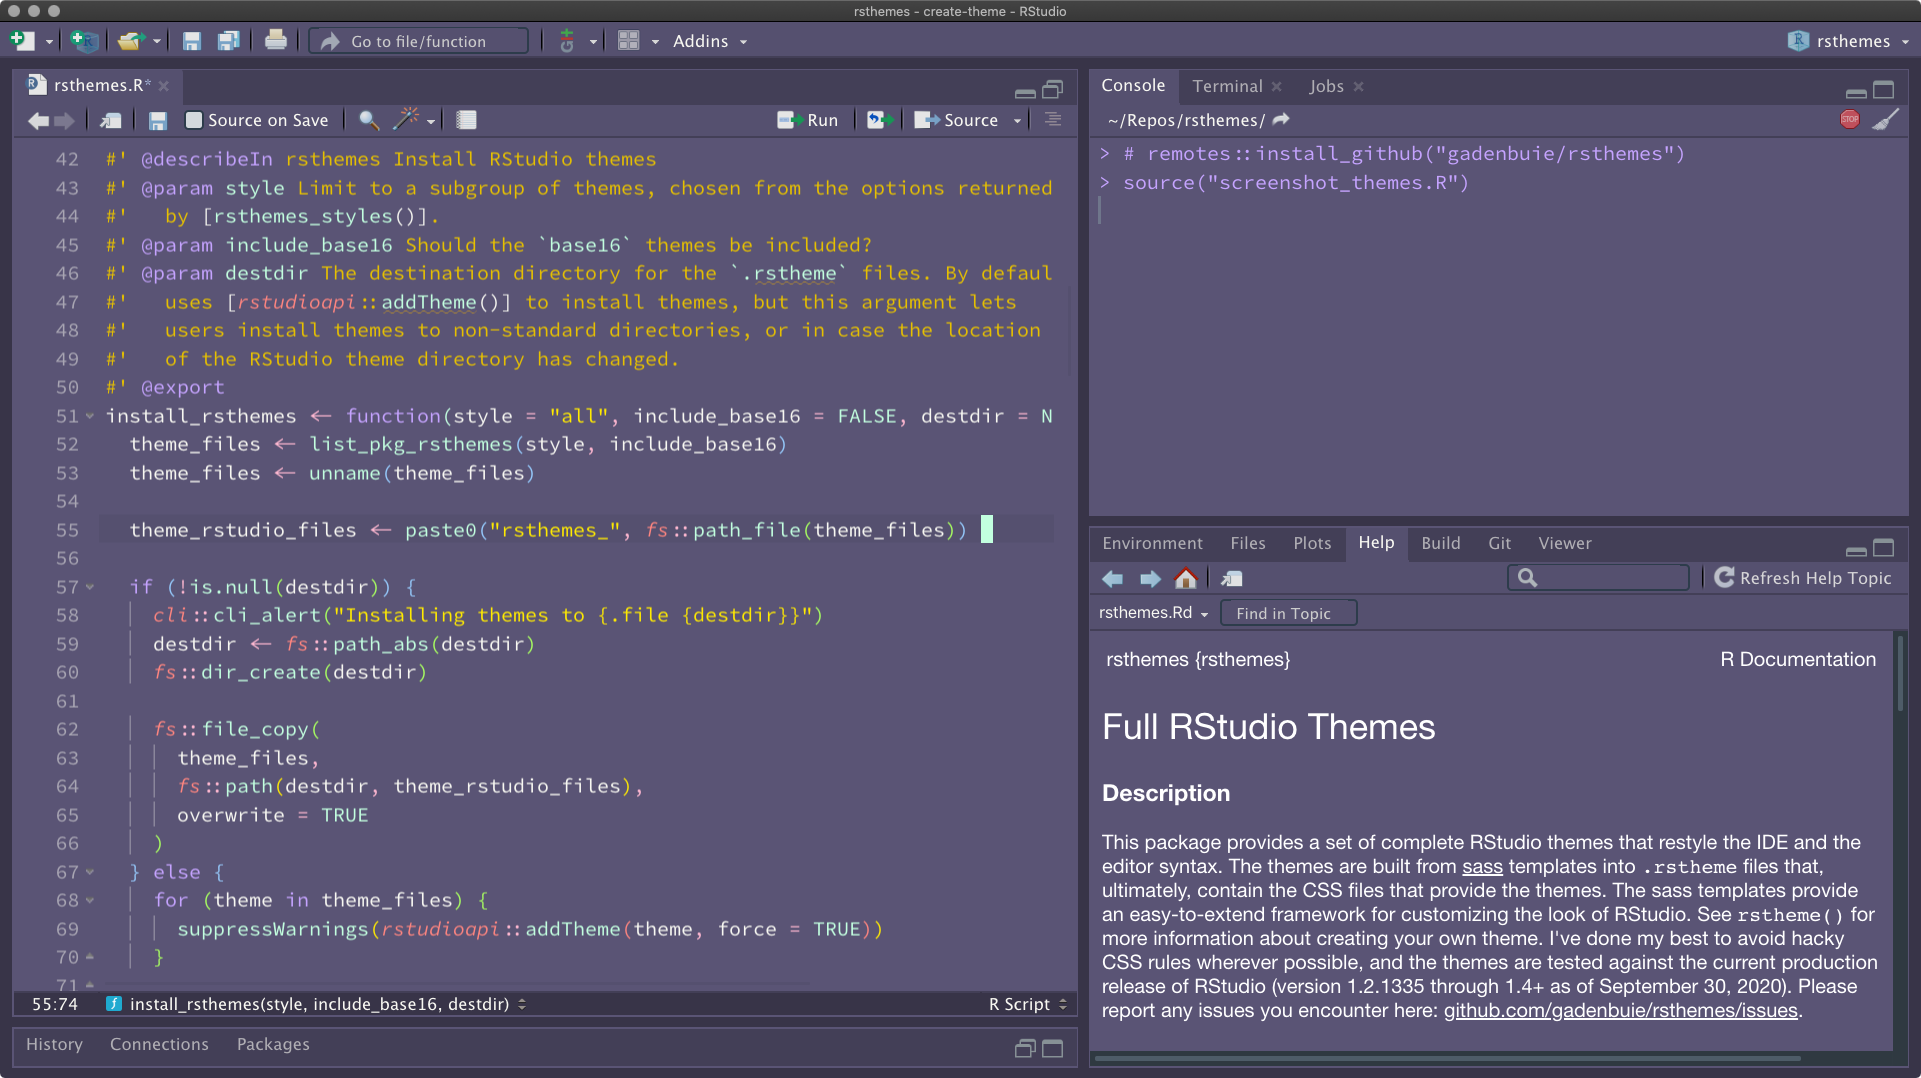 rsthemes - create-theme - RStudio
Go to file/function
Addins
rsthemes
rsthemes.R*
Source on Save
Run
Source
42 #' @describeIn rsthemes Install RStudio themes
43 #' @param style Limit to a subgroup of themes, chosen from the options returned
44 #'   by [rsthemes_styles()].
45 #' @param include_base16 Should the `base16` themes be included?
46 #' @param destdir The destination directory for the `.rstheme` files. By defaul
47 #'   uses [rstudioapi::addTheme()] to install themes, but this argument lets
48 #'   users install themes to non-standard directories, or in case the location
49 #'   of the RStudio theme directory has changed.
50 #' @export
51 install_rsthemes <- function(style = "all", include_base16 = FALSE, destdir = N
52   theme_files <- list_pkg_rsthemes(style, include_base16)
53   theme_files <- unname(theme_files)
54
55   theme_rstudio_files <- paste0("rsthemes_", fs::path_file(theme_files))
56
57   if (!is.null(destdir)) {
58     cli::cli_alert("Installing themes to {.file {destdir}}")
59     destdir <- fs::path_abs(destdir)
60     fs::dir_create(destdir)
61
62     fs::file_copy(
63       theme_files,
64       fs::path(destdir, theme_rstudio_files),
65       overwrite = TRUE
66     )
67   } else {
68     for (theme in theme_files) {
69       suppressWarnings(rstudioapi::addTheme(theme, force = TRUE))
70     }
71
55:74
install_rsthemes(style, include_base16, destdir)
R Script
History
Connections
Packages
Console
Terminal
Jobs
~/Repos/rsthemes/
STOP
> # remotes::install_github("gadenbuie/rsthemes")
> source("screenshot_themes.R")
Environment
Files
Plots
Help
Build
Git
Viewer
Refresh Help Topic
rsthemes.Rd
Find in Topic
rsthemes {rsthemes}
R Documentation
Full RStudio Themes
Description
This package provides a set of complete RStudio themes that restyle the IDE and the
editor syntax. The themes are built from sass templates into .rstheme files that,
ultimately, contain the CSS files that provide the themes. The sass templates provide
an easy-to-extend framework for customizing the look of RStudio. See rstheme() for
more information about creating your own theme. I've done my best to avoid hacky
CSS rules wherever possible, and the themes are tested against the current production
release of RStudio (version 1.2.1335 through 1.4+ as of September 30, 2020). Please
report any issues you encounter here: github.com/gadenbuie/rsthemes/issues.